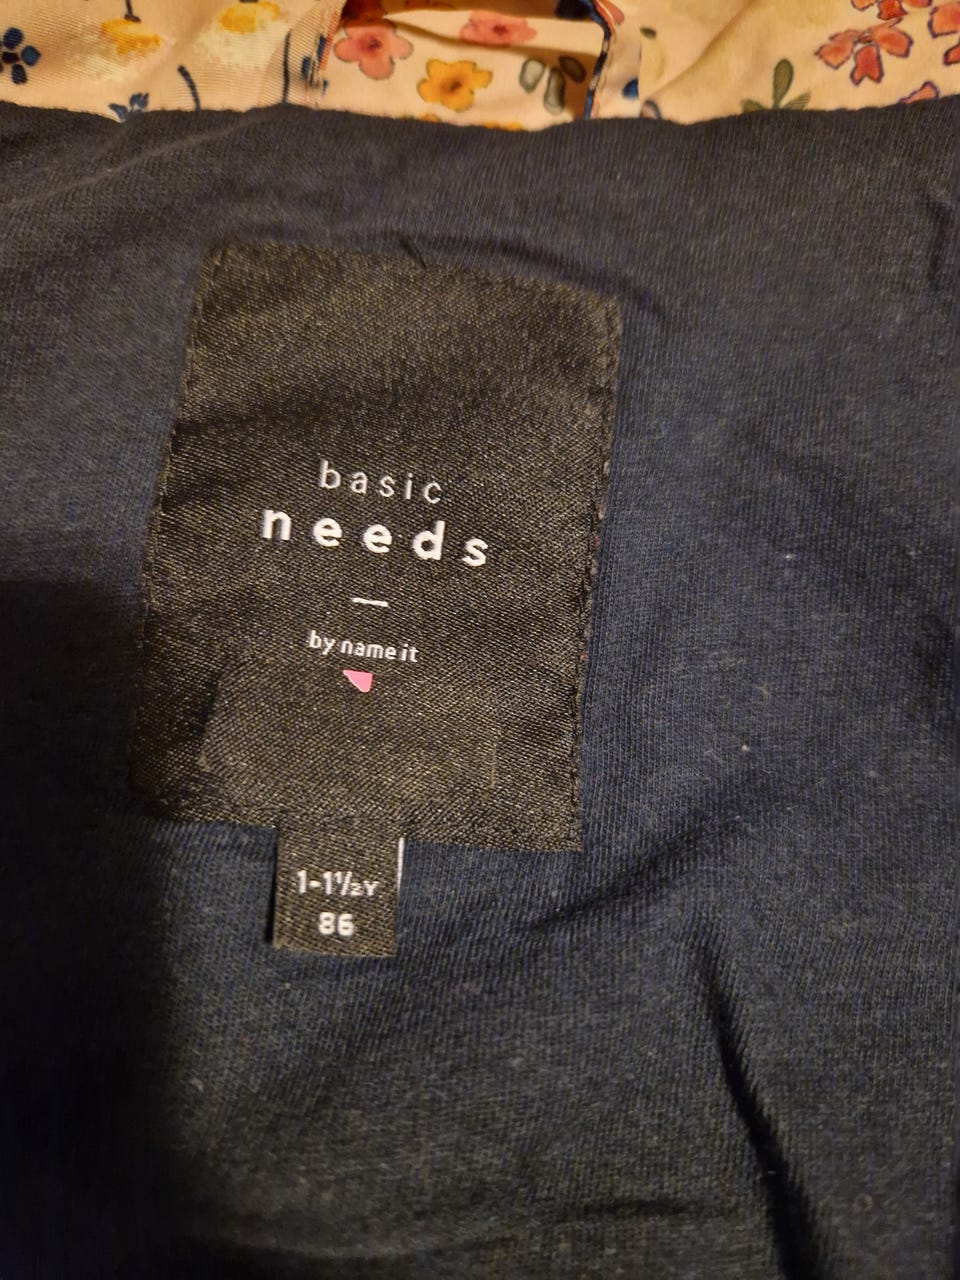 basic
needs
by name it
1-1½Y
86